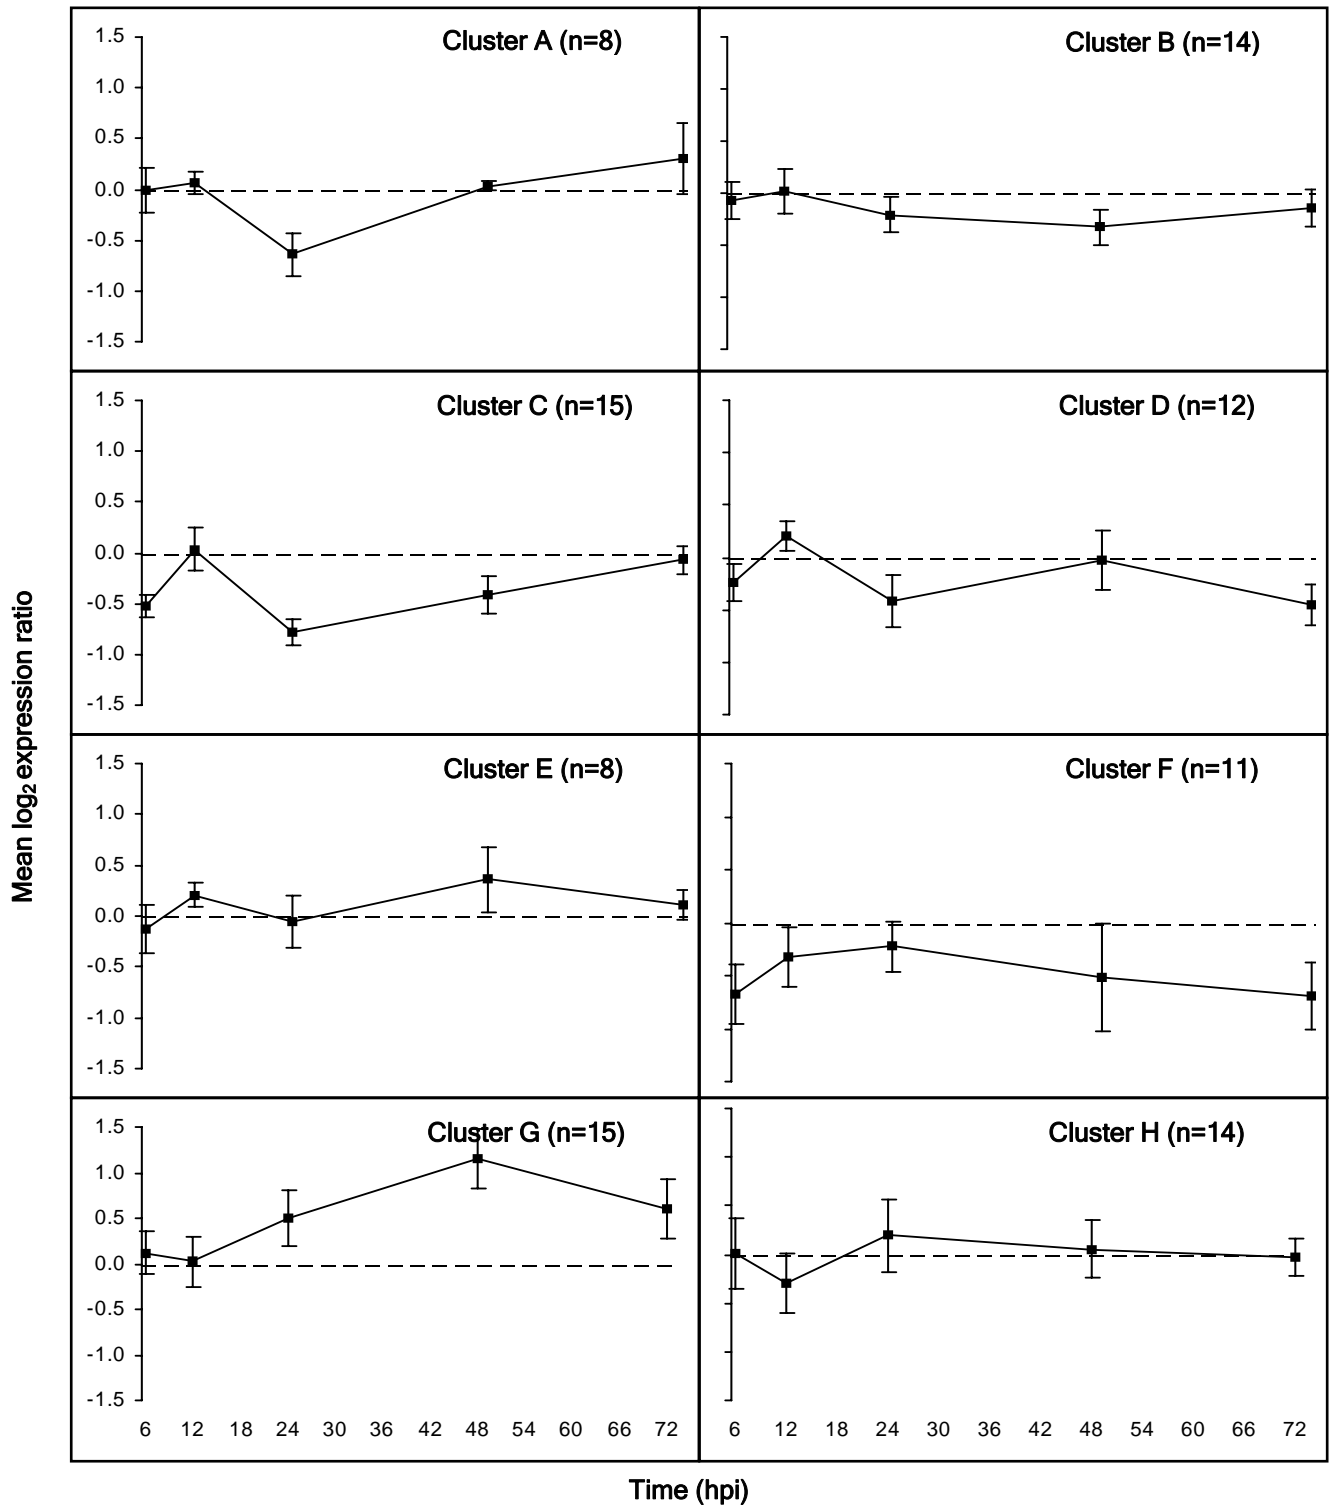 Cluster A (n=8)
1.5
1.0
0.5
0.0
-0.5
-1.0
-1.5
Cluster B (n=14)
Cluster C (n=15)
1.5
1.0
0.5
0.0
-0.5
-1.0
-1.5
Cluster D (n=12)
Cluster E (n=8)
1.5
1.0
0.5
0.0
-0.5
-1.0
-1.5
Cluster F (n=11)
Cluster G (n=15)
1.5
1.0
0.5
0.0
-0.5
-1.0
-1.5
Cluster H (n=14)
6 12 18 24 30 36 42 48 54 60 66 72
6 12 18 24 30 36 42 48 54 60 66 72
Mean log₂ expression ratio
Time (hpi)